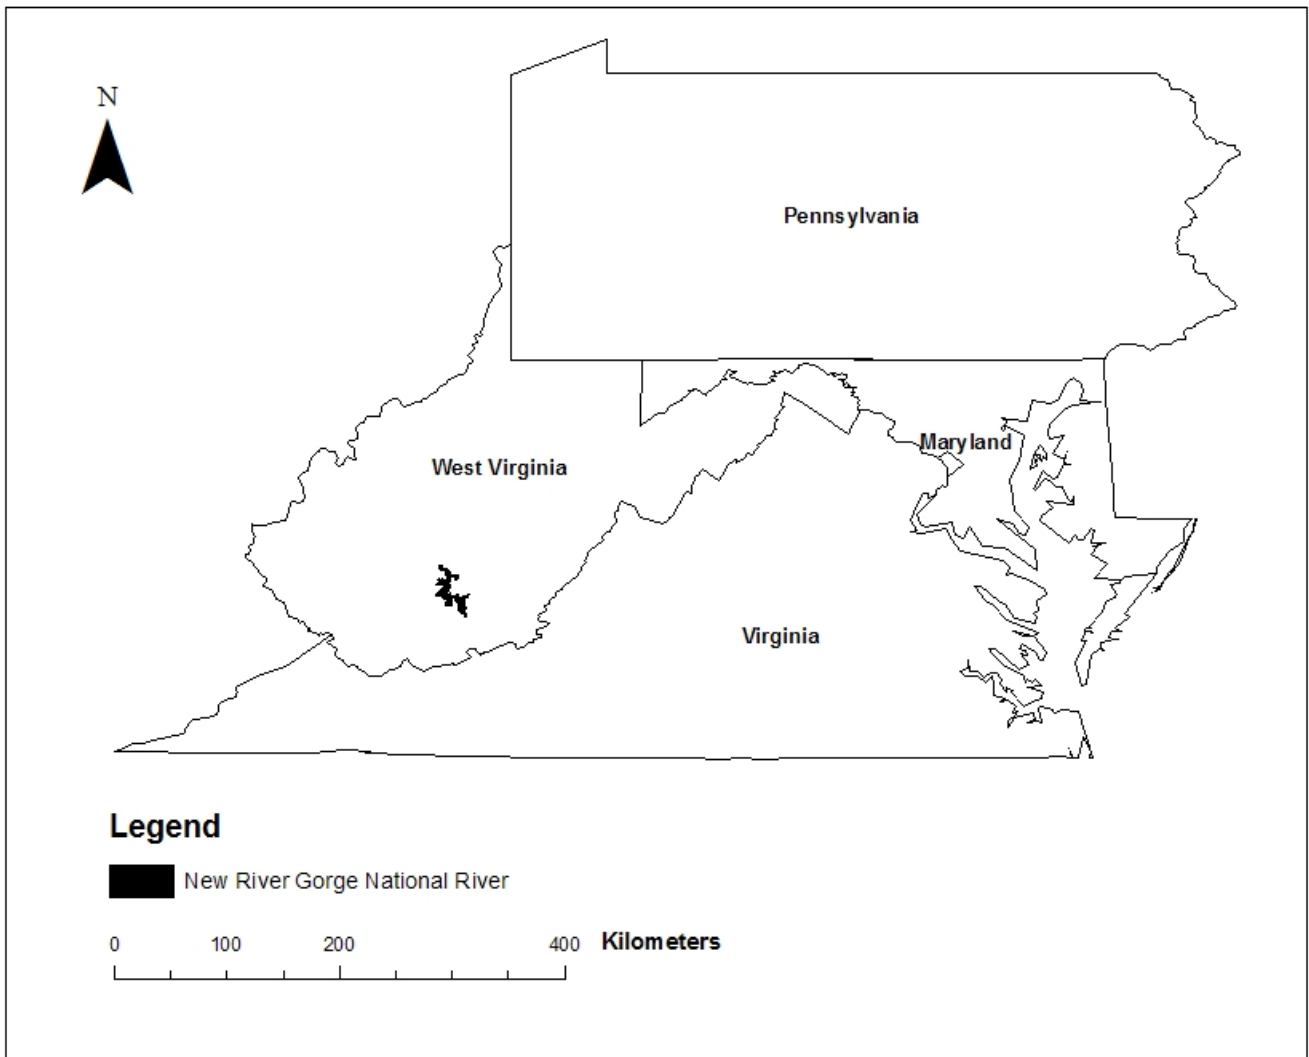 N
Pennsylvania
Maryland
West Virginia
Virginia
Legend
New River Gorge National River
0 100 200 400 Kilometers